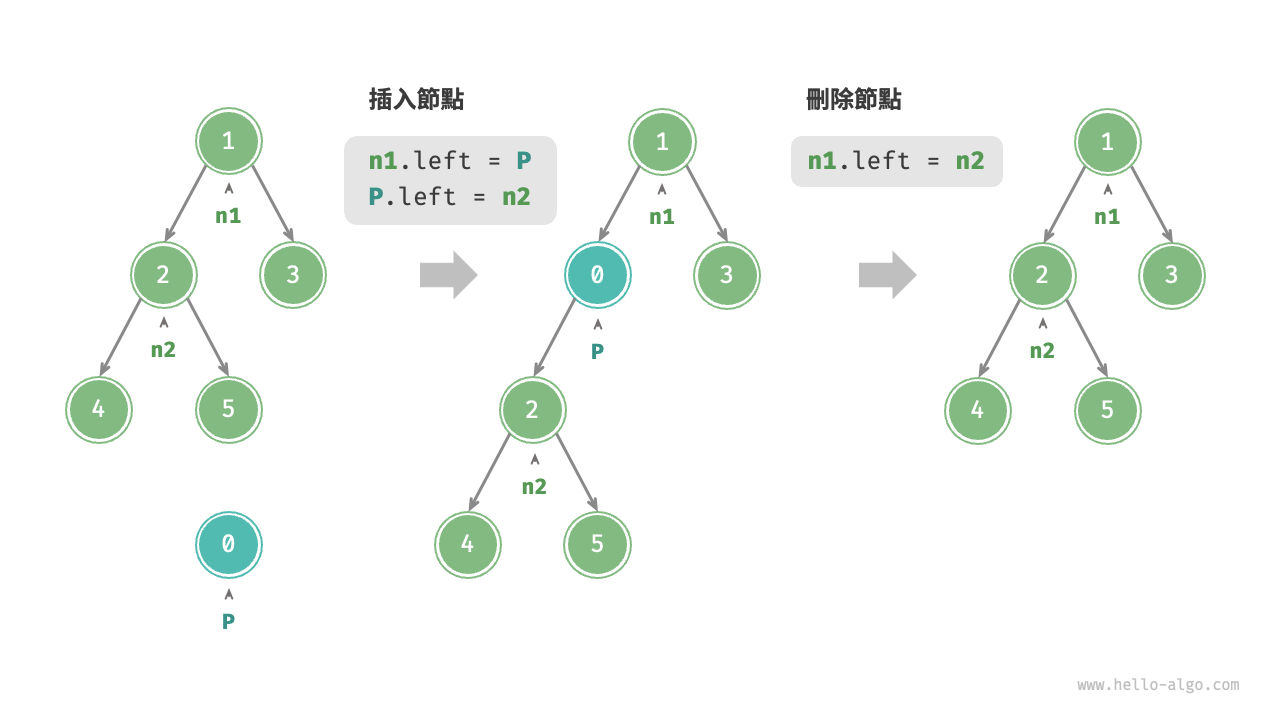 插入節點
n1.left = P
P.left = n2
刪除節點
n1.left = n2
1
n1
2
3
n2
4
5
0
P
1
n1
0
3
P
2
n2
4
5
1
n1
2
3
n2
4
5
www.hello-algo.com